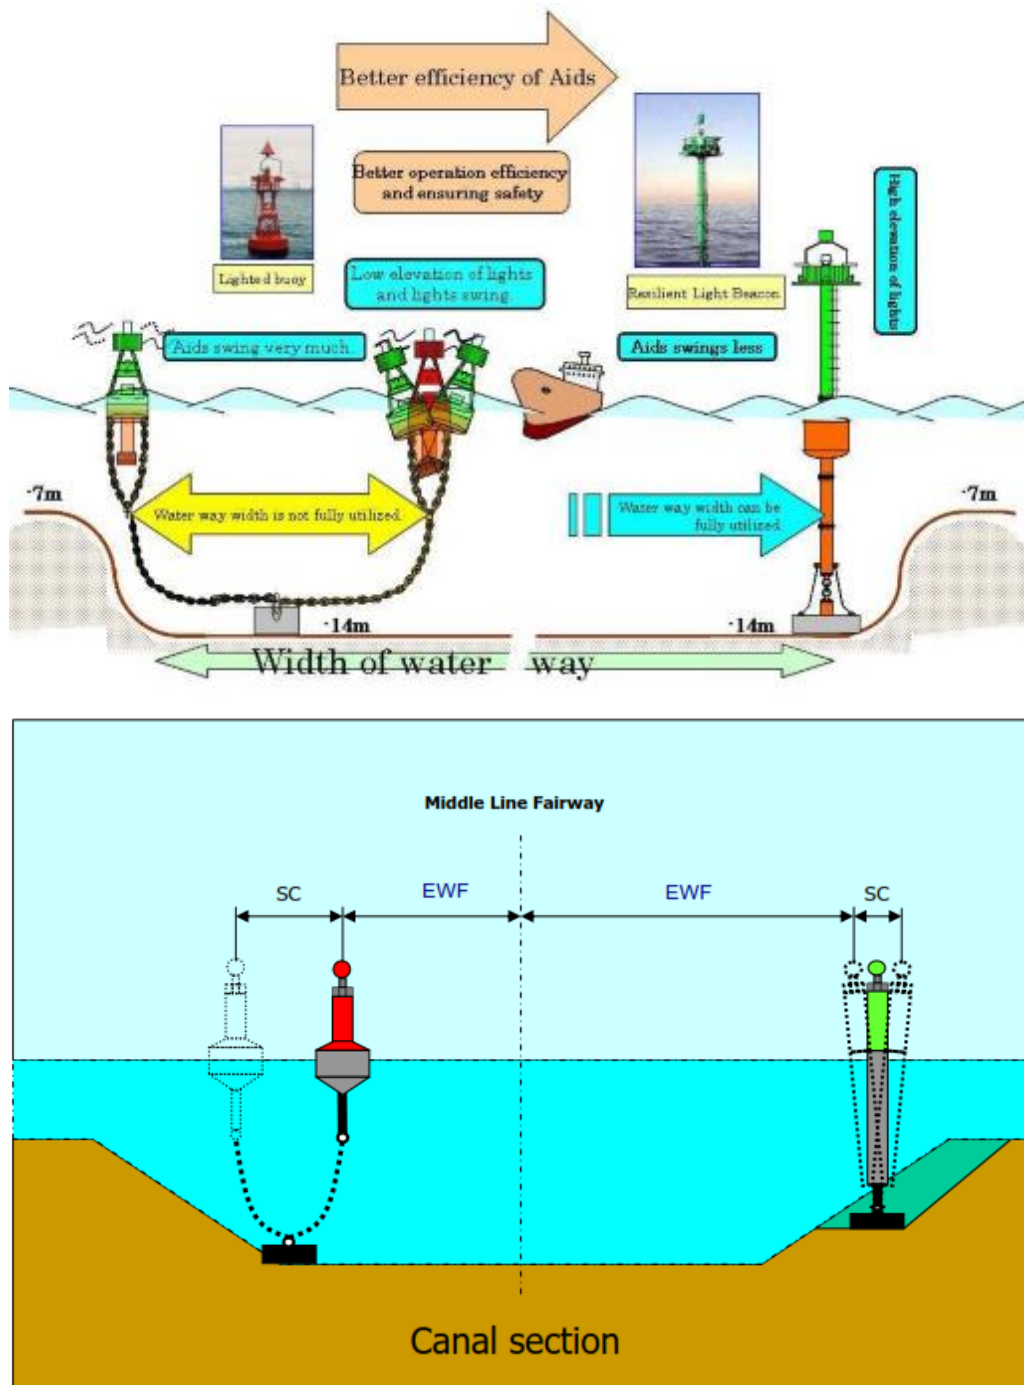 Better efficiency of Aids
Better operation efficiency
and ensuring safety
High elevation of lights
Lighted buoy
Low elevation of lights
and lights swing
Resilient Light Beacon
Aids swing very much.
Aids swings less
-7m
-7m
Water way width is not fully utilized
Water way width can be
fully utilized
-14m
-14m
Width of water way
Middle Line Fairway
SC
EWF
EWF
SC
Canal section